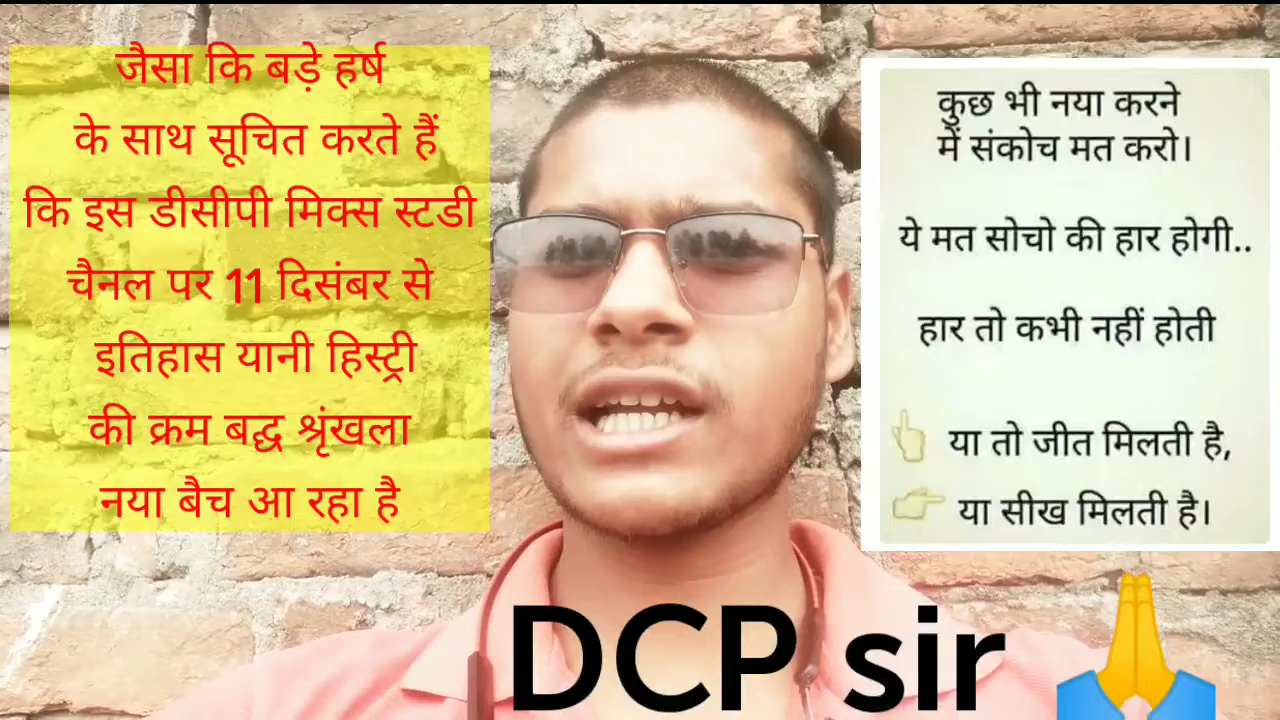 जैसा कि बड़े हर्ष
के साथ सूचित करते हैं
कि इस डीसीपी मिक्स स्टडी
चैनल पर 11 दिसंबर से
इतिहास यानी हिस्ट्री
की क्रम बद्ध श्रृंखला
नया बैच आ रहा है
कुछ भी नया करने
में संकोच मत करो।
ये मत सोचो की हार होगी..
हार तो कभी नहीं होती
या तो जीत मिलती है,
या सीख मिलती है।
DCP sir